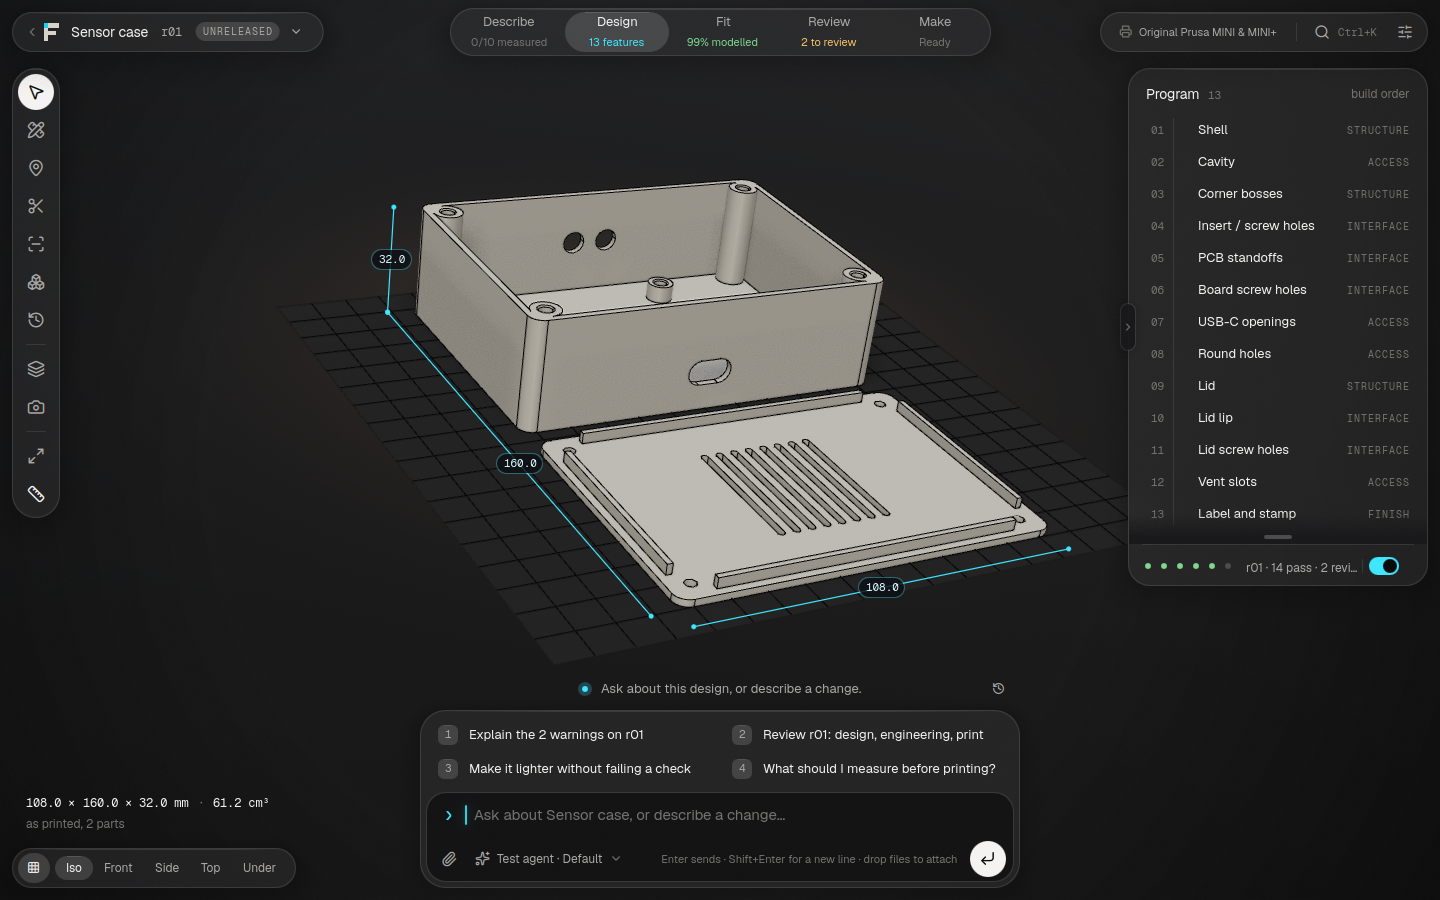 Sensor case r01 UNRELEASED
Describe
0/10 measured
Design
13 features
Fit
99% modelled
Review
2 to review
Make
Ready
Original Prusa MINI & MINI+
Ctrl+K
Program 13 build order
01 Shell STRUCTURE
02 Cavity ACCESS
03 Corner bosses STRUCTURE
04 Insert / screw holes INTERFACE
05 PCB standoffs INTERFACE
06 Board screw holes INTERFACE
07 USB-C openings ACCESS
08 Round holes ACCESS
09 Lid STRUCTURE
10 Lid lip INTERFACE
11 Lid screw holes INTERFACE
12 Vent slots ACCESS
13 Label and stamp FINISH
r01 · 14 pass · 2 revi…
32.0
160.0
108.0
Ask about this design, or describe a change.
1 Explain the 2 warnings on r01
2 Review r01: design, engineering, print
3 Make it lighter without failing a check
4 What should I measure before printing?
Ask about Sensor case, or describe a change…
Test agent · Default
Enter sends · Shift+Enter for a new line · drop files to attach
108.0 × 160.0 × 32.0 mm · 61.2 cm³
as printed, 2 parts
Iso Front Side Top Under